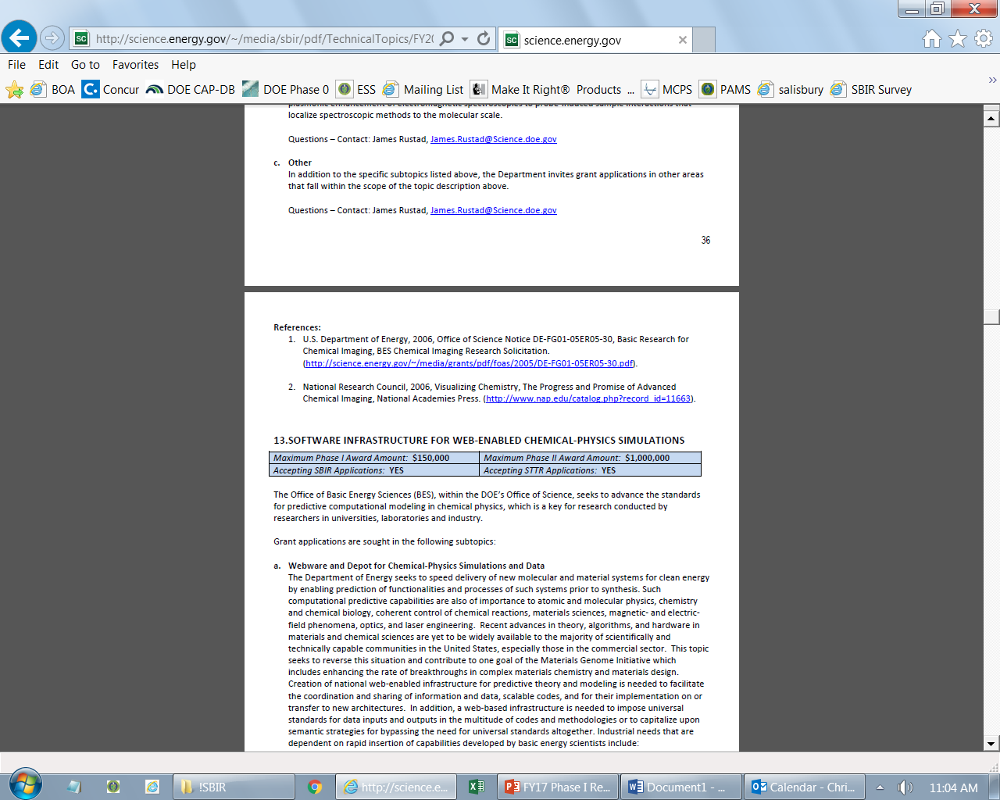 http://science.energy.gov/~/media/sbir/pdf/TechnicalTopics/FY20
SC science.energy.gov
File Edit Go to Favorites Help
BOA Concur DOE CAP-DB DOE Phase 0 ESS Mailing List Make It Right® Products ... MCPS PAMS salisbury SBIR Survey
plasmonic enhancement of electromagnetic spectroscopies to probe induced sample interactions that
localize spectroscopic methods to the molecular scale.
Questions – Contact: James Rustad, James.Rustad@Science.doe.gov
c. Other
In addition to the specific subtopics listed above, the Department invites grant applications in other areas
that fall within the scope of the topic description above.
Questions – Contact: James Rustad, James.Rustad@Science.doe.gov
36
References:
1. U.S. Department of Energy, 2006, Office of Science Notice DE-FG01-05ER05-30, Basic Research for
Chemical Imaging, BES Chemical Imaging Research Solicitation.
(http://science.energy.gov/~/media/grants/pdf/foas/2005/DE-FG01-05ER05-30.pdf).
2. National Research Council, 2006, Visualizing Chemistry, The Progress and Promise of Advanced
Chemical Imaging, National Academies Press. (http://www.nap.edu/catalog.php?record_id=11663).
13.SOFTWARE INFRASTRUCTURE FOR WEB-ENABLED CHEMICAL-PHYSICS SIMULATIONS
Maximum Phase I Award Amount: $150,000 Maximum Phase II Award Amount: $1,000,000
Accepting SBIR Applications: YES Accepting STTR Applications: YES
The Office of Basic Energy Sciences (BES), within the DOE's Office of Science, seeks to advance the standards
for predictive computational modeling in chemical physics, which is a key for research conducted by
researchers in universities, laboratories and industry.
Grant applications are sought in the following subtopics:
a. Webware and Depot for Chemical-Physics Simulations and Data
The Department of Energy seeks to speed delivery of new molecular and material systems for clean energy
by enabling prediction of functionalities and processes of such systems prior to synthesis. Such
computational predictive capabilities are also of importance to atomic and molecular physics, chemistry
and chemical biology, coherent control of chemical reactions, materials sciences, magnetic- and electric-
field phenomena, optics, and laser engineering. Recent advances in theory, algorithms, and hardware in
materials and chemical sciences are yet to be widely available to the majority of scientifically and
technically capable communities in the United States, especially those in the commercial sector. This topic
seeks to reverse this situation and contribute to one goal of the Materials Genome Initiative which
includes enhancing the rate of breakthroughs in complex materials chemistry and materials design.
Creation of national web-enabled infrastructure for predictive theory and modeling is needed to facilitate
the coordination and sharing of information and data, scalable codes, and for their implementation on or
transfer to new architectures. In addition, a web-based infrastructure is needed to impose universal
standards for data inputs and outputs in the multitude of codes and methodologies or to capitalize upon
semantic strategies for bypassing the need for universal standards altogether. Industrial needs that are
dependent on rapid insertion of capabilities developed by basic energy scientists include:
!SBIR http://science.e... FY17 Phase I Re... Document1 - ... Calendar - Chri... 11:04 AM